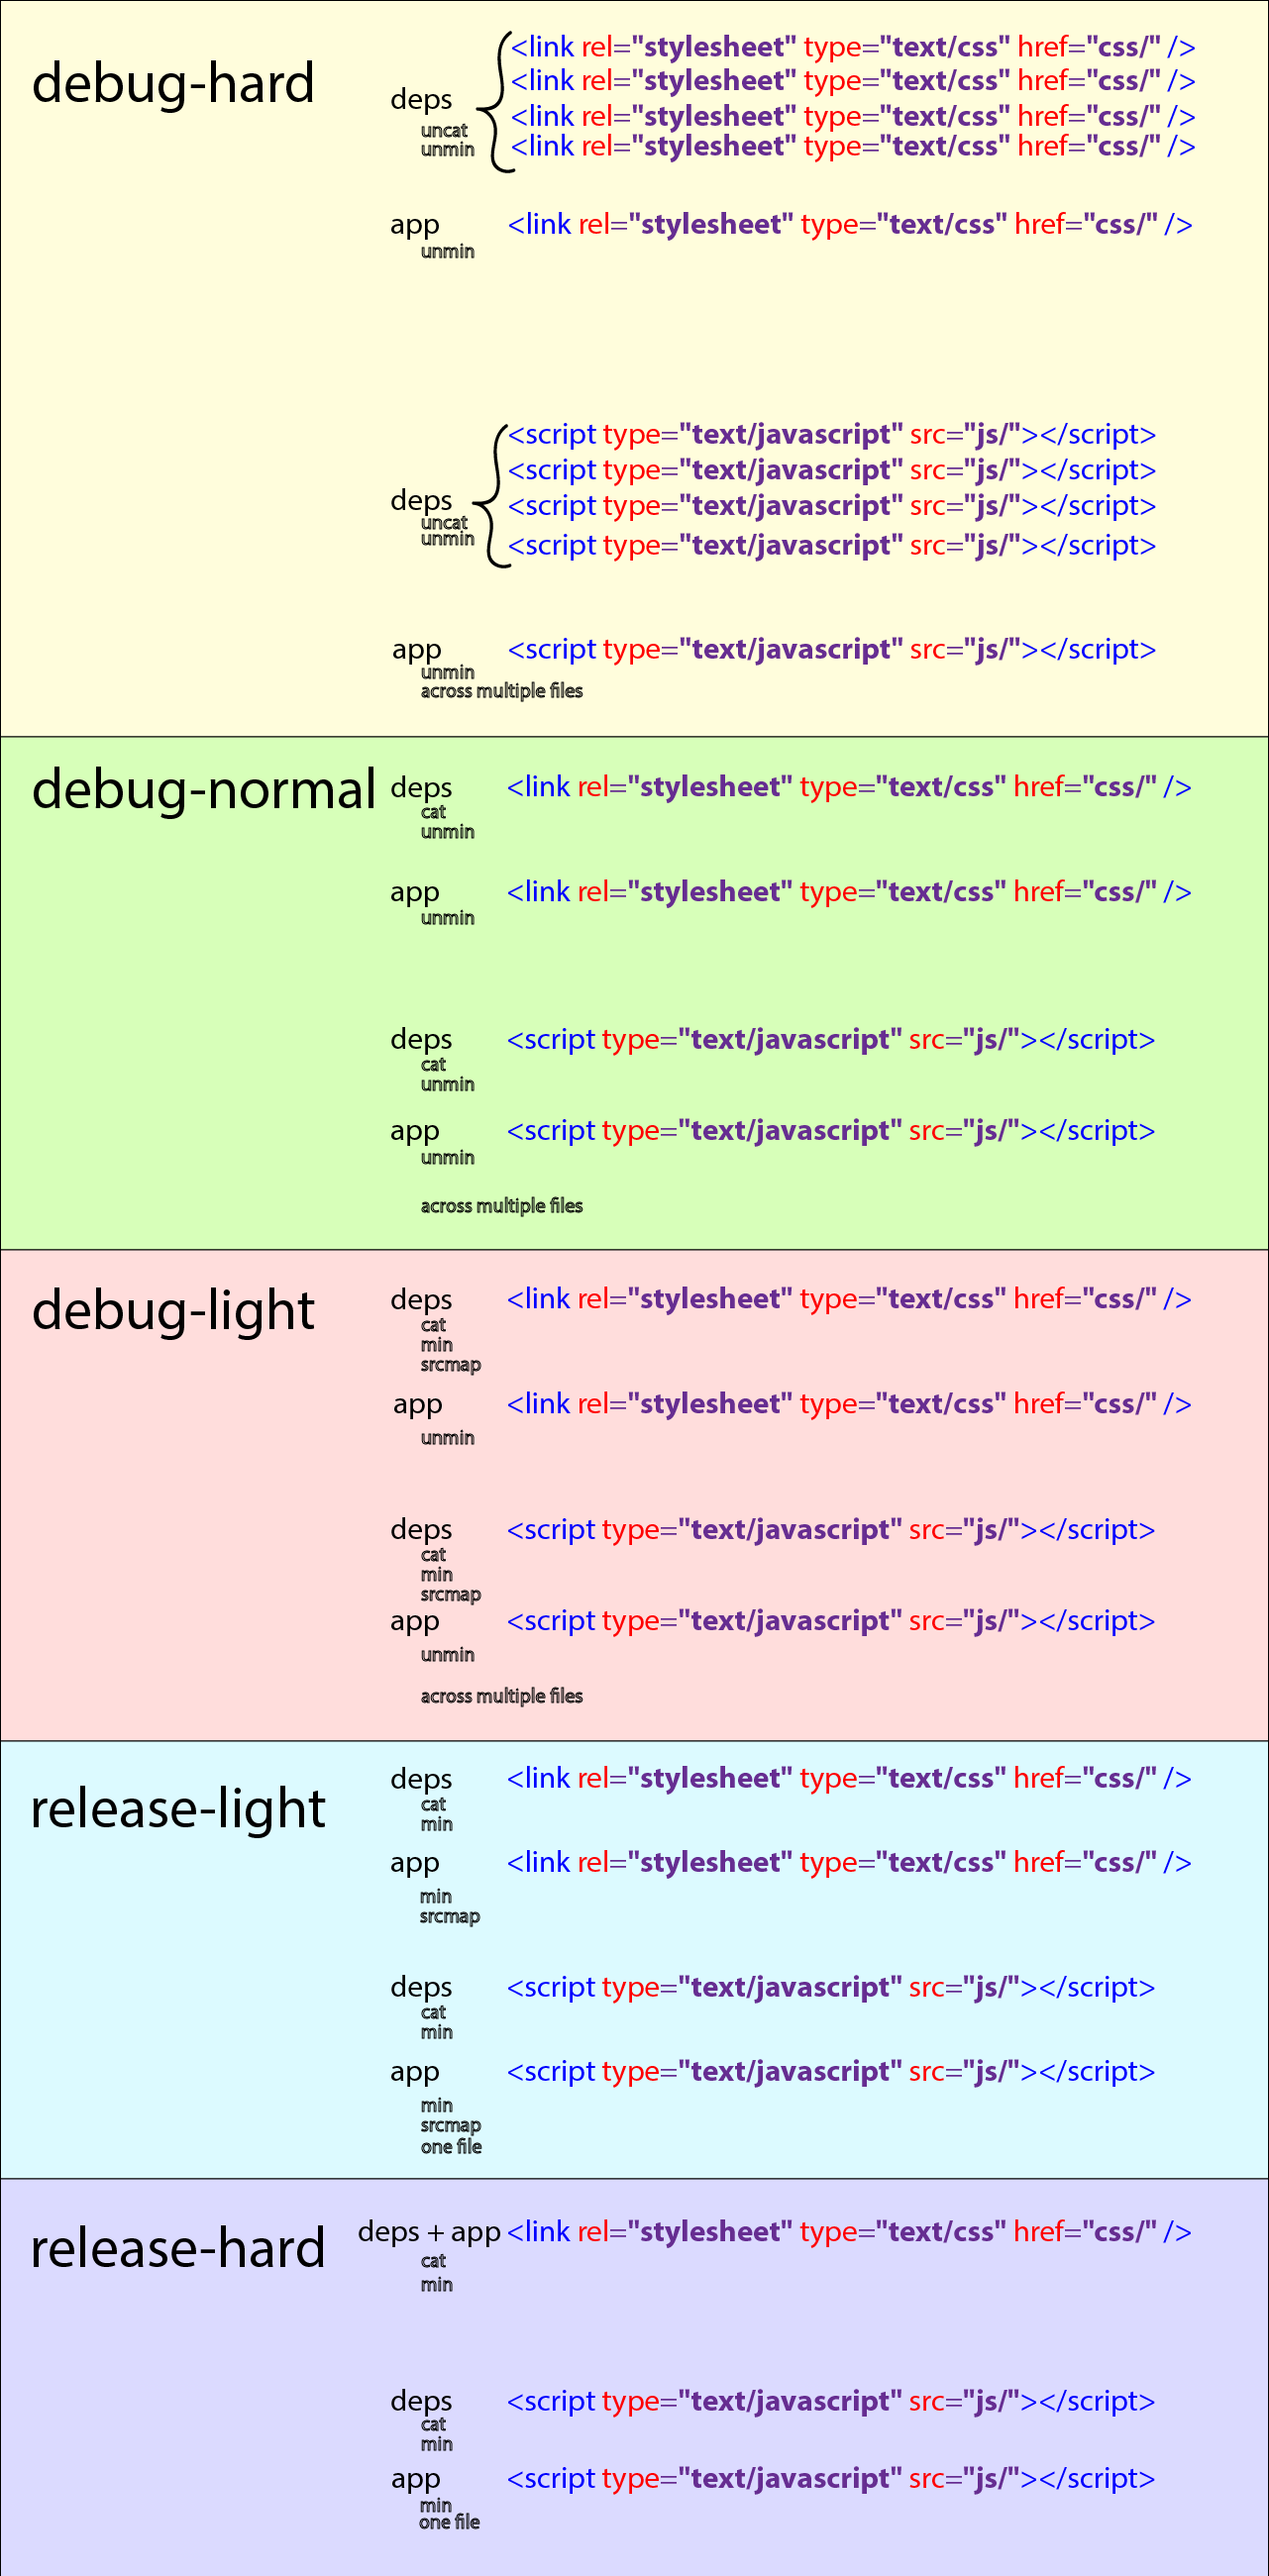 debug-hard
deps
uncat
unmin
<link rel="stylesheet" type="text/css" href="css/" />
<link rel="stylesheet" type="text/css" href="css/" />
<link rel="stylesheet" type="text/css" href="css/" />
<link rel="stylesheet" type="text/css" href="css/" />
app <link rel="stylesheet" type="text/css" href="css/" />
unmin
deps
uncat
unmin
<script type="text/javascript" src="js/"></script>
<script type="text/javascript" src="js/"></script>
<script type="text/javascript" src="js/"></script>
<script type="text/javascript" src="js/"></script>
app <script type="text/javascript" src="js/"></script>
unmin
across multiple files
debug-normal
deps <link rel="stylesheet" type="text/css" href="css/" />
cat
unmin
app <link rel="stylesheet" type="text/css" href="css/" />
unmin
deps <script type="text/javascript" src="js/"></script>
cat
unmin
app <script type="text/javascript" src="js/"></script>
unmin
across multiple files
debug-light
deps <link rel="stylesheet" type="text/css" href="css/" />
cat
min
srcmap
app <link rel="stylesheet" type="text/css" href="css/" />
unmin
deps <script type="text/javascript" src="js/"></script>
cat
min
srcmap
app <script type="text/javascript" src="js/"></script>
unmin
across multiple files
release-light
deps <link rel="stylesheet" type="text/css" href="css/" />
cat
min
app <link rel="stylesheet" type="text/css" href="css/" />
min
srcmap
deps <script type="text/javascript" src="js/"></script>
cat
min
app <script type="text/javascript" src="js/"></script>
min
srcmap
one file
release-hard
deps + app <link rel="stylesheet" type="text/css" href="css/" />
cat
min
deps <script type="text/javascript" src="js/"></script>
cat
min
app <script type="text/javascript" src="js/"></script>
min
one file